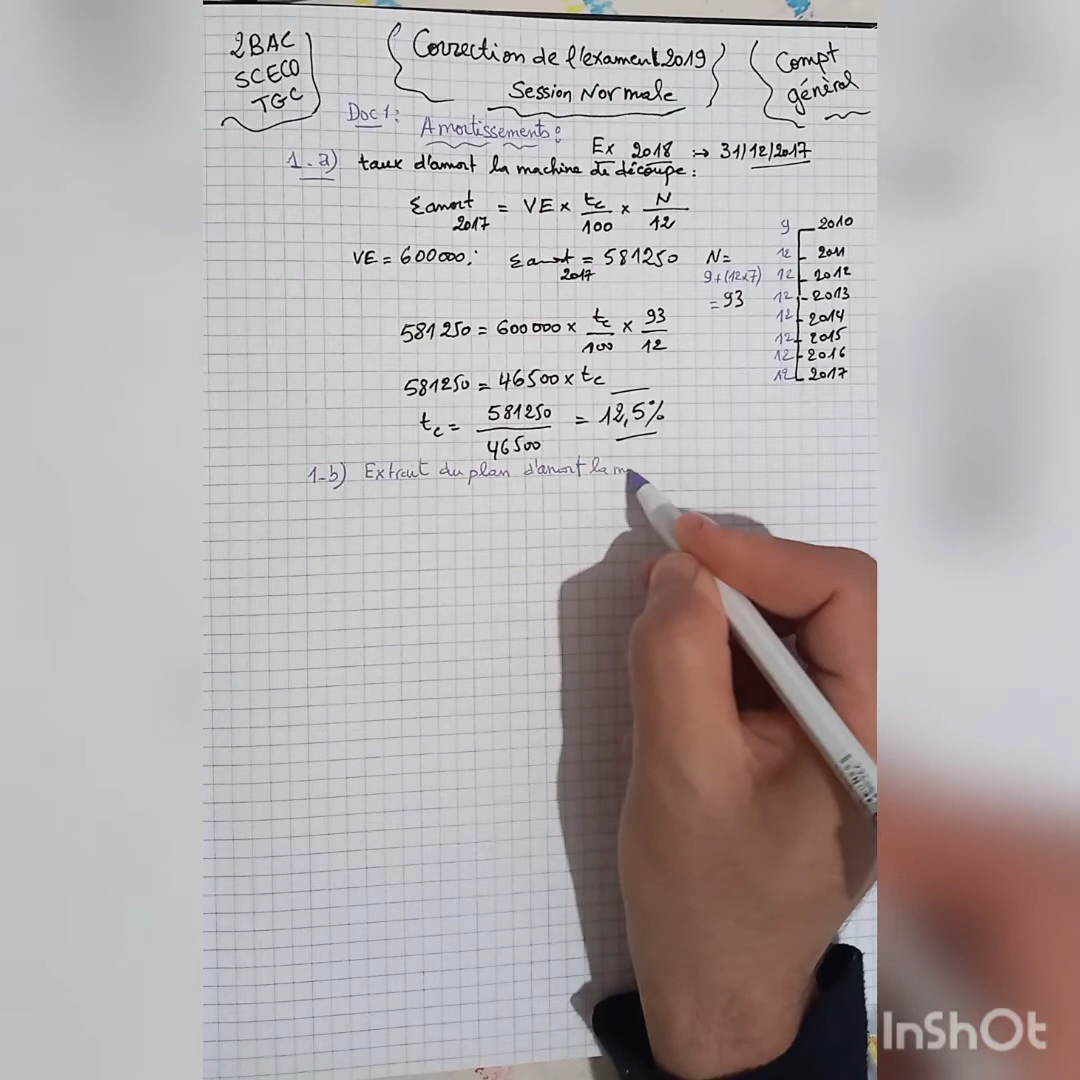 2BAC
SCECO
TGC
Correction de l'examen 2019
Session Normale
Compt
général
Doc 1: Amortissements:
Ex 2018 → 31/12/2017
1-a) taux d'amort la machine de découpe:
Σamort 2017 = VE × tc/100 × N/12
VE = 600000; Σamort 2017 = 581250 N=
9+(12×7)
= 93
9 2010
12 2011
12 2012
12 2013
12 2014
12 2015
12 2016
12 2017
581250 = 600000 × tc/100 × 93/12
581250 = 46500 × tc
tc = 581250/46500 = 12,5%
1-b) Extrait du plan d'amort la m
InShOt